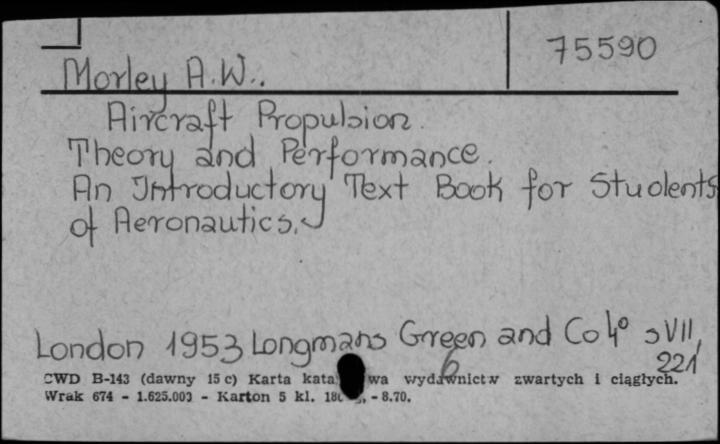 75590
Morley A.W..
Aircraft Propulsion.
Theory and Performance.
An Introductory Text Book for Students
of Aeronautics.
London 1953 Longmans Green and Co 4° s VII,
221
6
CWD B-143 (dawny 15 c) Karta kata wa wydawnictw zwartych i ciągłych.
Wrak 674 - 1.625.000 - Karton 5 kl. - 8.70.